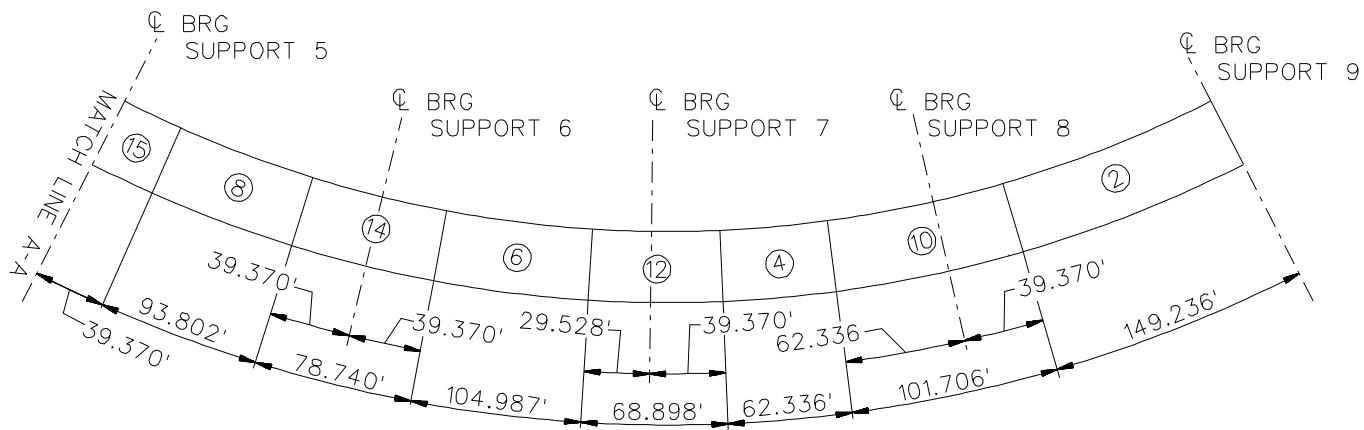 ℄ BRG
SUPPORT 5
℄ BRG
SUPPORT 6
℄ BRG
SUPPORT 7
℄ BRG
SUPPORT 8
℄ BRG
SUPPORT 9
MATCH LINE A-A
15
8
14
6
12
4
10
2
39.370'
93.802'
39.370'
39.370'
78.740'
104.987'
29.528'
39.370'
68.898'
62.336'
62.336
39.370'
101.706'
149.236'